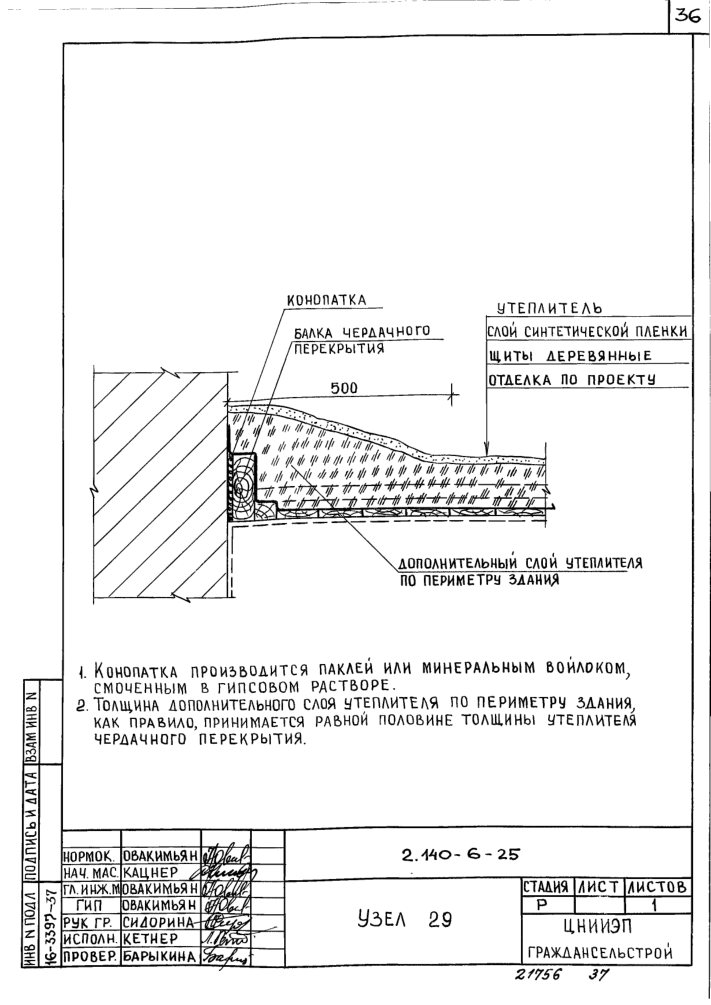 36
КОНОПАТКА
БАЛКА ЧЕРДАЧНОГО
ПЕРЕКРЫТИЯ
500
УТЕПЛИТЕЛЬ
СЛОЙ СИНТЕТИЧЕСКОЙ ПЛЕНКИ
ЩИТЫ ДЕРЕВЯННЫЕ
ОТДЕЛКА ПО ПРОЕКТУ
ДОПОЛНИТЕЛЬНЫЙ СЛОЙ УТЕПЛИТЕЛЯ
ПО ПЕРИМЕТРУ ЗДАНИЯ
1. КОНОПАТКА ПРОИЗВОДИТСЯ ПАКЛЕЙ ИЛИ МИНЕРАЛЬНЫМ ВОЙЛОКОМ,
СМОЧЕННЫМ В ГИПСОВОМ РАСТВОРЕ.
2. ТОЛЩИНА ДОПОЛНИТЕЛЬНОГО СЛОЯ УТЕПЛИТЕЛЯ ПО ПЕРИМЕТРУ ЗДАНИЯ,
КАК ПРАВИЛО, ПРИНИМАЕТСЯ РАВНОЙ ПОЛОВИНЕ ТОЛЩИНЫ УТЕПЛИТЕЛЯ
ЧЕРДАЧНОГО ПЕРЕКРЫТИЯ.
ВЗАМ ИНВ N
ПОДПИСЬ И ДАТА
ИНВ N ПОДЛ
16-3397-37
НОРМОК. ОВАКИМЬЯН
НАЧ. МАС. КАЦНЕР
ГЛ. ИНЖ. М ОВАКИМЬЯН
ГИП ОВАКИМЬЯН
РУК ГР. СИДОРИНА
ИСПОЛН. КЕТНЕР
ПРОВЕР. БАРЫКИНА
2.140-6-25
УЗЕЛ 29
СТАДИЯ ЛИСТ ЛИСТОВ
Р 1
ЦНИИЭП
ГРАЖДАНСЕЛЬСТРОЙ
21756 37